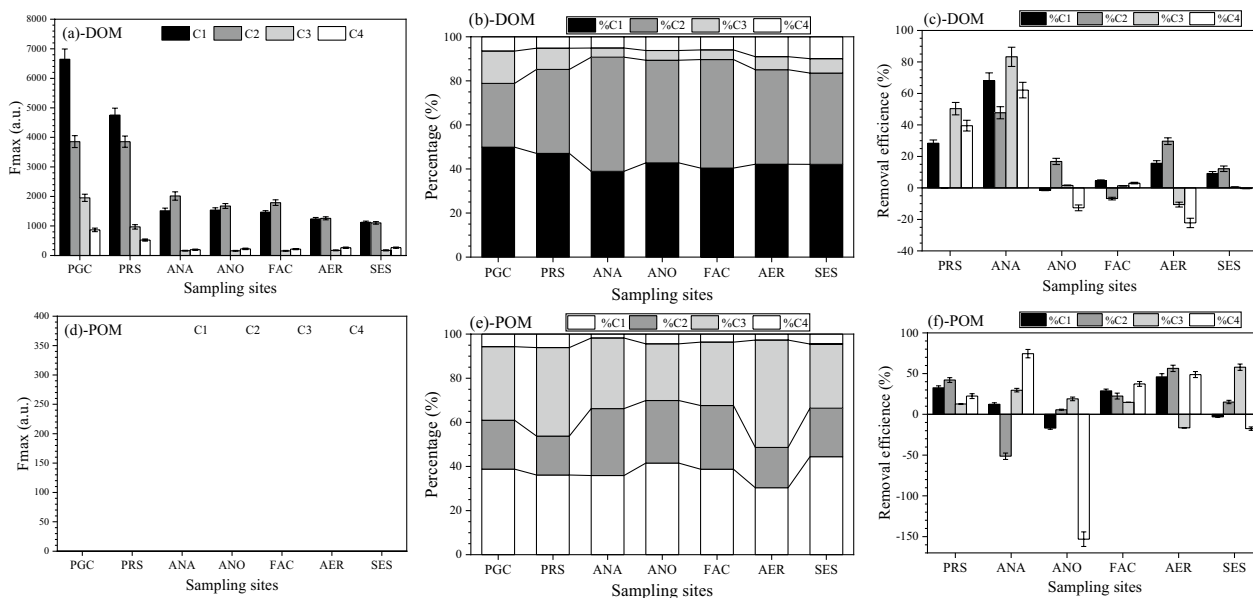 (a)-DOM
C1 C2 C3 C4
8000
7000
6000
5000
4000
3000
2000
1000
0
Fmax (a.u.)
PGC PRS ANA ANO FAC AER SES
Sampling sites
(b)-DOM
%C1 %C2 %C3 %C4
100
80
60
40
20
0
Percentage (%)
PGC PRS ANA ANO FAC AER SES
Sampling sites
(c)-DOM
%C1 %C2 %C3 %C4
100
80
60
40
20
0
-20
-40
Removal efficience (%)
PRS ANA ANO FAC AER SES
Sampling sites
(d)-POM
C1 C2 C3 C4
400
350
300
250
200
150
100
50
0
Fmax (a.u.)
PGC PRS ANA ANO FAC AER SES
Sampling sites
(e)-POM
%C1 %C2 %C3 %C4
100
80
60
40
20
0
Percentage (%)
PGC PRS ANA ANO FAC AER SES
Sampling sites
(f)-POM
%C1 %C2 %C3 %C4
100
50
0
-50
-100
-150
Removal efficience (%)
PRS ANA ANO FAC AER SES
Sampling sites